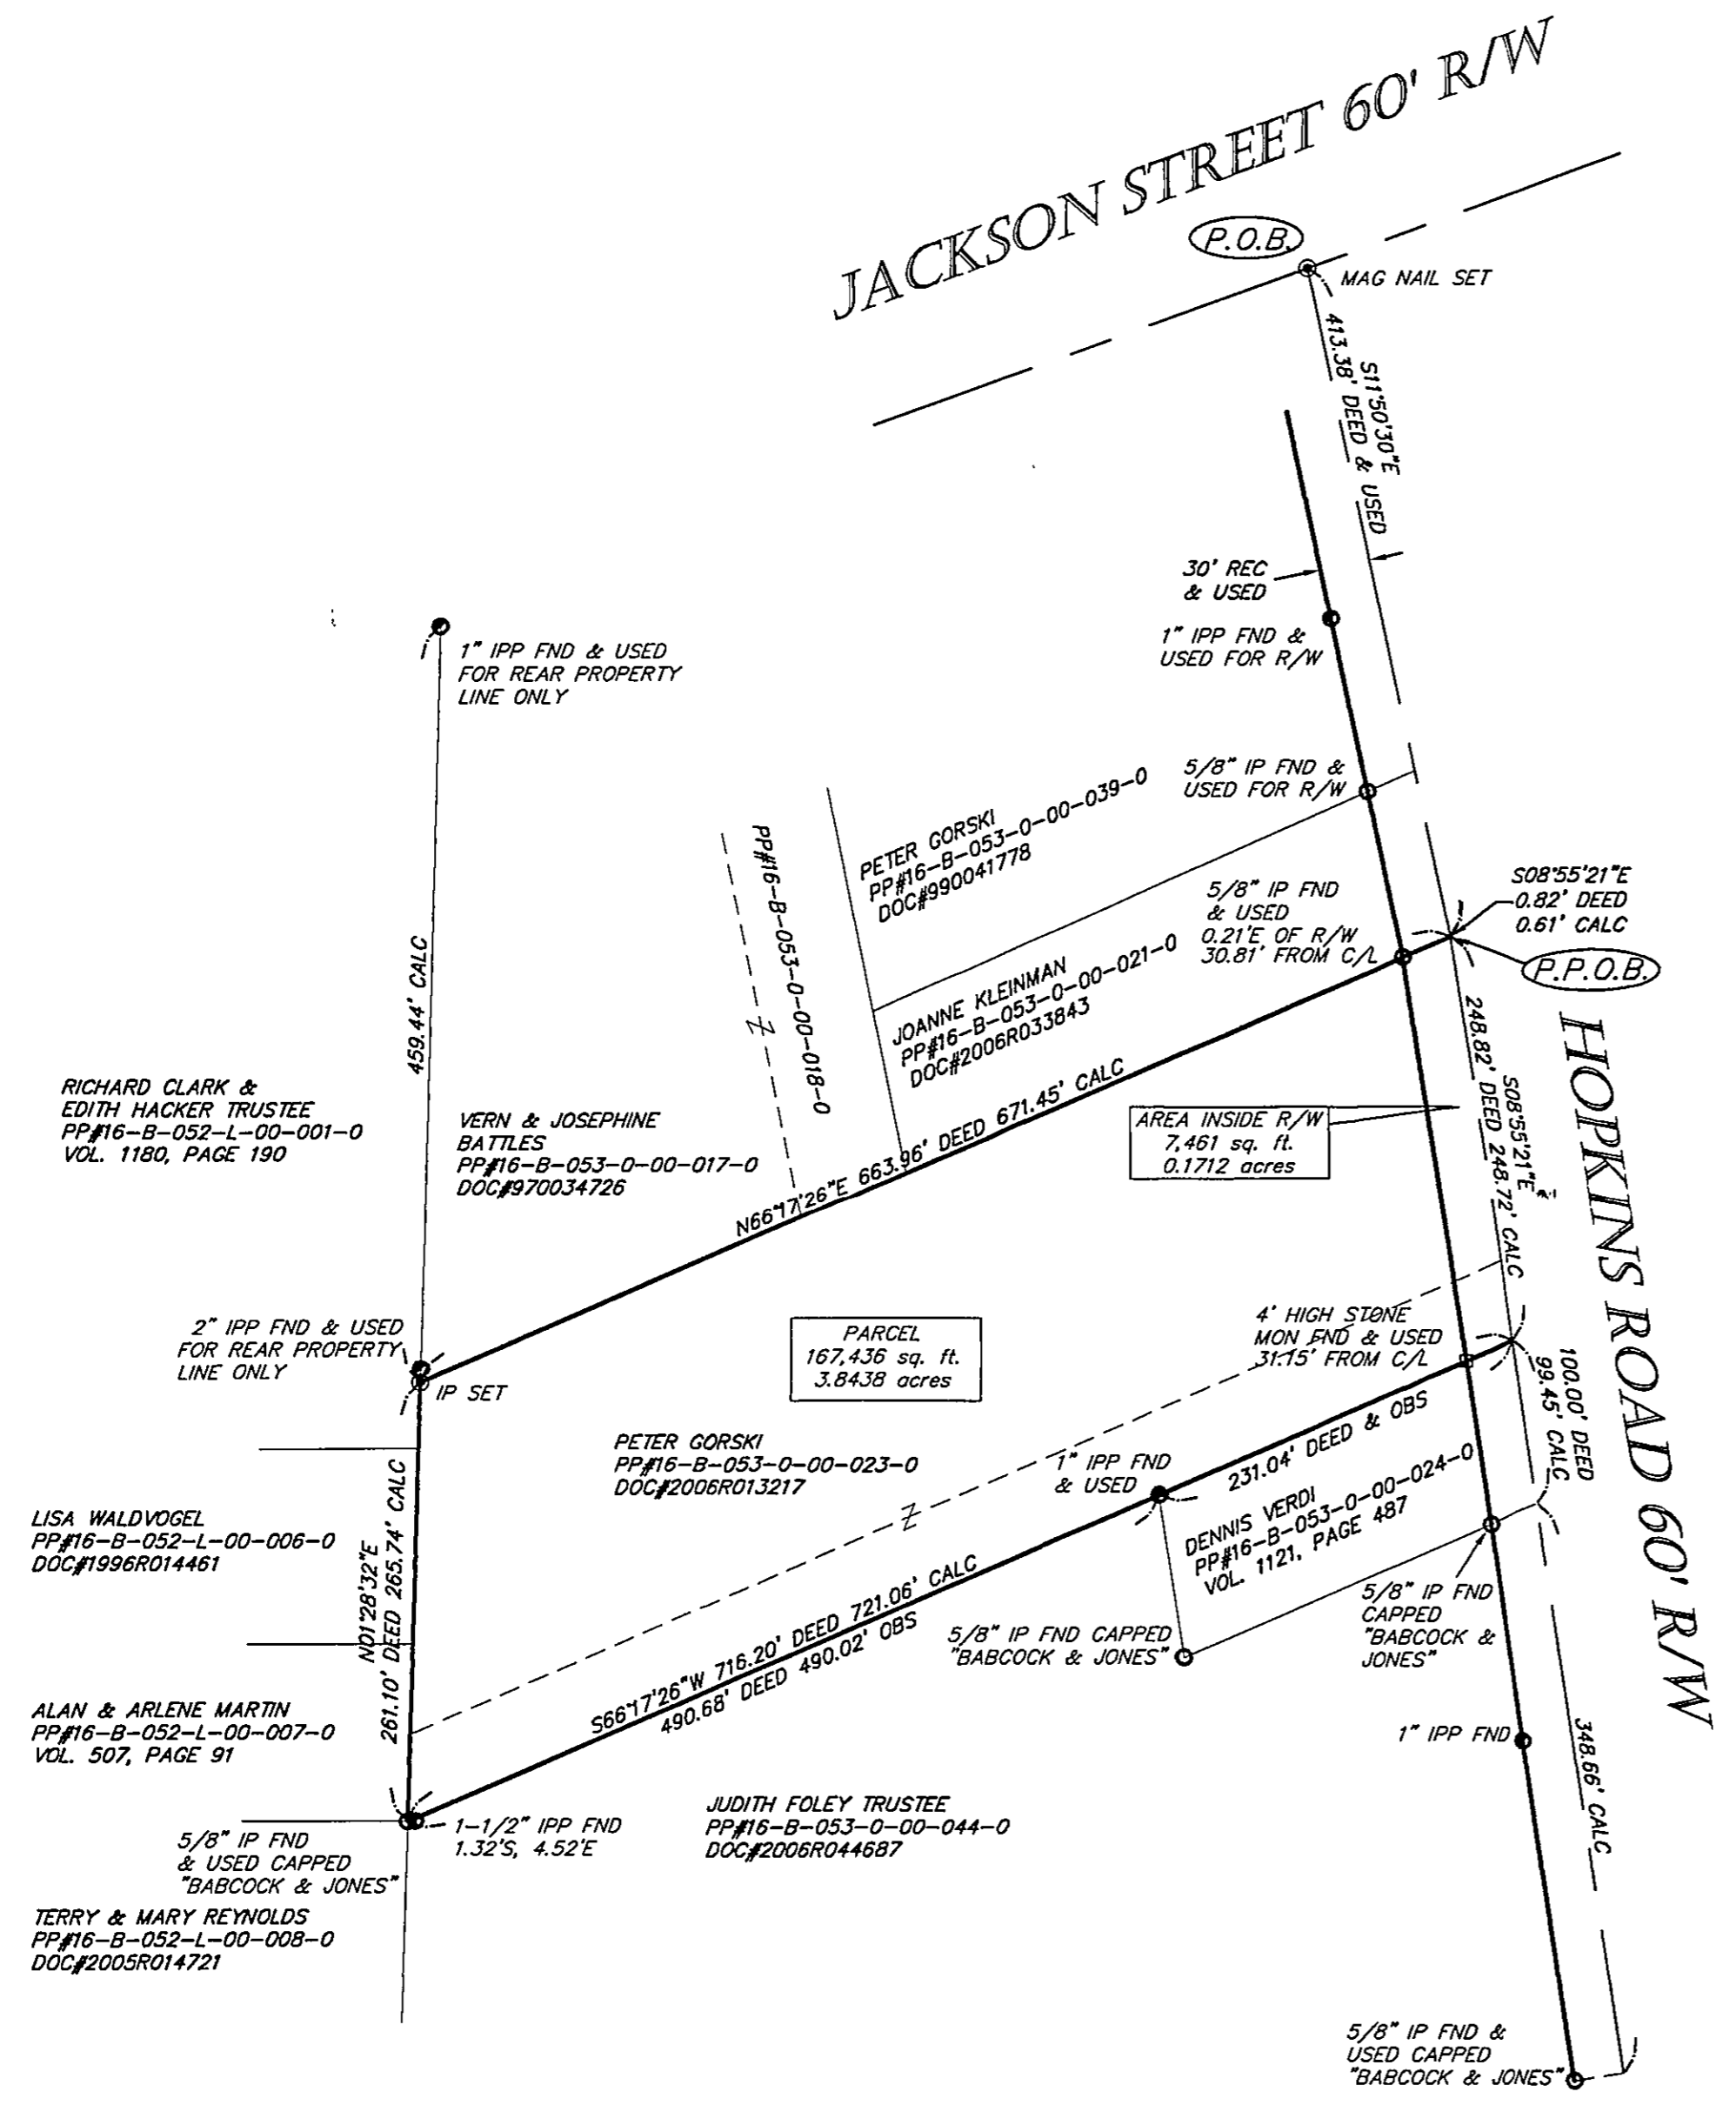 JACKSON STREET 60' R/W
P.O.B.
MAG NAIL SET
S11°50'30"E
413.38' DEED & USED
30' REC
& USED
1" IPP FND &
USED FOR R/W
1" IPP FND & USED
FOR REAR PROPERTY
LINE ONLY
5/8" IP FND &
USED FOR R/W
PETER GORSKI
PP#16-B-053-0-00-039-0
DOC#990041778
PP#16-B-053-0-00-018-0
5/8" IP FND
& USED
0.21'E OF R/W
30.81' FROM C/L
S08°55'21"E
0.82' DEED
0.61' CALC
P.P.O.B.
JOANNE KLEINMAN
PP#16-B-053-0-00-021-0
DOC#2006R033843
459.44' CALC
HOPKINS ROAD 60' R/W
RICHARD CLARK &
EDITH HACKER TRUSTEE
PP#16-B-052-L-00-001-0
VOL. 1180, PAGE 190
VERN & JOSEPHINE
BATTLES
PP#16-B-053-0-00-017-0
DOC#970034726
N66°17'26"E 663.96' DEED 671.45' CALC
AREA INSIDE R/W
7,461 sq. ft.
0.1712 acres
S08°55'21"E
248.82' DEED 248.72' CALC
2" IPP FND & USED
FOR REAR PROPERTY
LINE ONLY
IP SET
PARCEL
167,436 sq. ft.
3.8438 acres
4' HIGH STONE
MON FND & USED
31.15' FROM C/L
100.00' DEED
99.45' CALC
PETER GORSKI
PP#16-B-053-0-00-023-0
DOC#2006R013217
1" IPP FND
& USED
231.04' DEED & OBS
DENNIS VERDI
PP#16-B-053-0-00-024-0
VOL. 1121, PAGE 487
LISA WALDVOGEL
PP#16-B-052-L-00-006-0
DOC#1996R014461
N01°28'32"E
261.10' DEED 265.74' CALC
S66°17'26"W 716.20' DEED 721.06' CALC
490.68' DEED 490.02' OBS
5/8" IP FND CAPPED
"BABCOCK & JONES"
5/8" IP FND
CAPPED
"BABCOCK &
JONES"
ALAN & ARLENE MARTIN
PP#16-B-052-L-00-007-0
VOL. 507, PAGE 91
1" IPP FND
348.66' CALC
1-1/2" IPP FND
1.32'S, 4.52'E
JUDITH FOLEY TRUSTEE
PP#16-B-053-0-00-044-0
DOC#2006R044687
5/8" IP FND
& USED CAPPED
"BABCOCK & JONES"
TERRY & MARY REYNOLDS
PP#16-B-052-L-00-008-0
DOC#2005R014721
5/8" IP FND &
USED CAPPED
"BABCOCK & JONES"